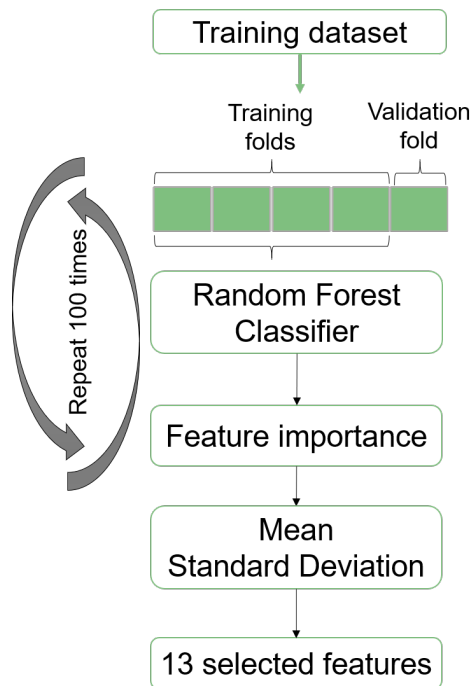 Training dataset
Training
folds
Validation
fold
Repeat 100 times
Random Forest
Classifier
Feature importance
Mean
Standard Deviation
13 selected features